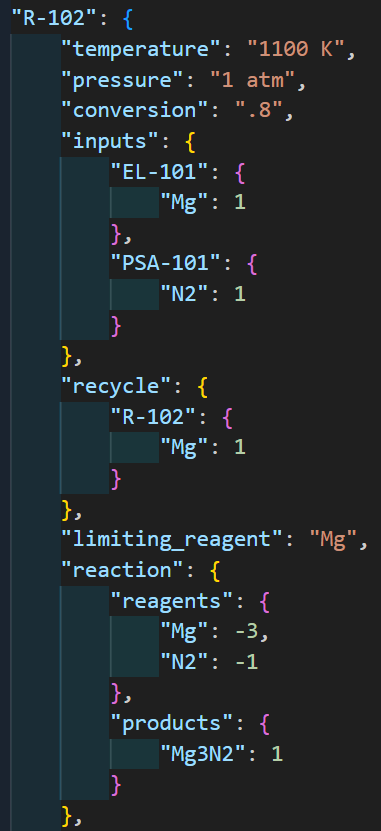 "R-102": {
"temperature": "1100 K",
"pressure": "1 atm",
"conversion": ".8",
"inputs": {
"EL-101": {
"Mg": 1
},
"PSA-101": {
"N2": 1
}
},
"recycle": {
"R-102": {
"Mg": 1
}
},
"limiting_reagent": "Mg",
"reaction": {
"reagents": {
"Mg": -3,
"N2": -1
},
"products": {
"Mg3N2": 1
}
},